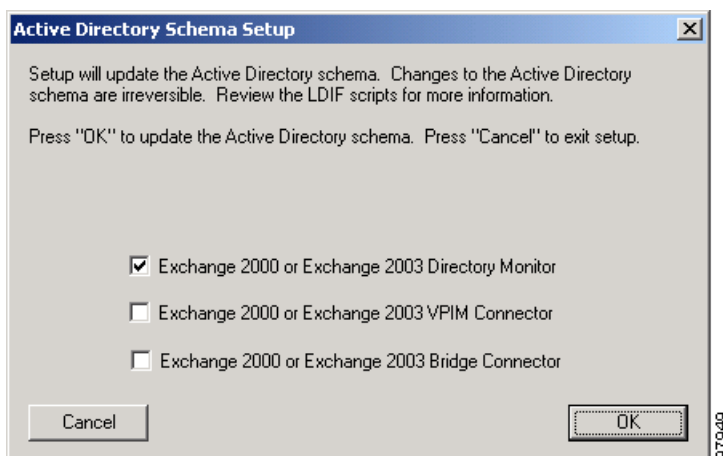 Active Directory Schema Setup
Setup will update the Active Directory schema. Changes to the Active Directory
schema are irreversible. Review the LDIF scripts for more information.
Press "OK" to update the Active Directory schema. Press "Cancel" to exit setup.
Exchange 2000 or Exchange 2003 Directory Monitor
Exchange 2000 or Exchange 2003 VPIM Connector
Exchange 2000 or Exchange 2003 Bridge Connector
Cancel
OK